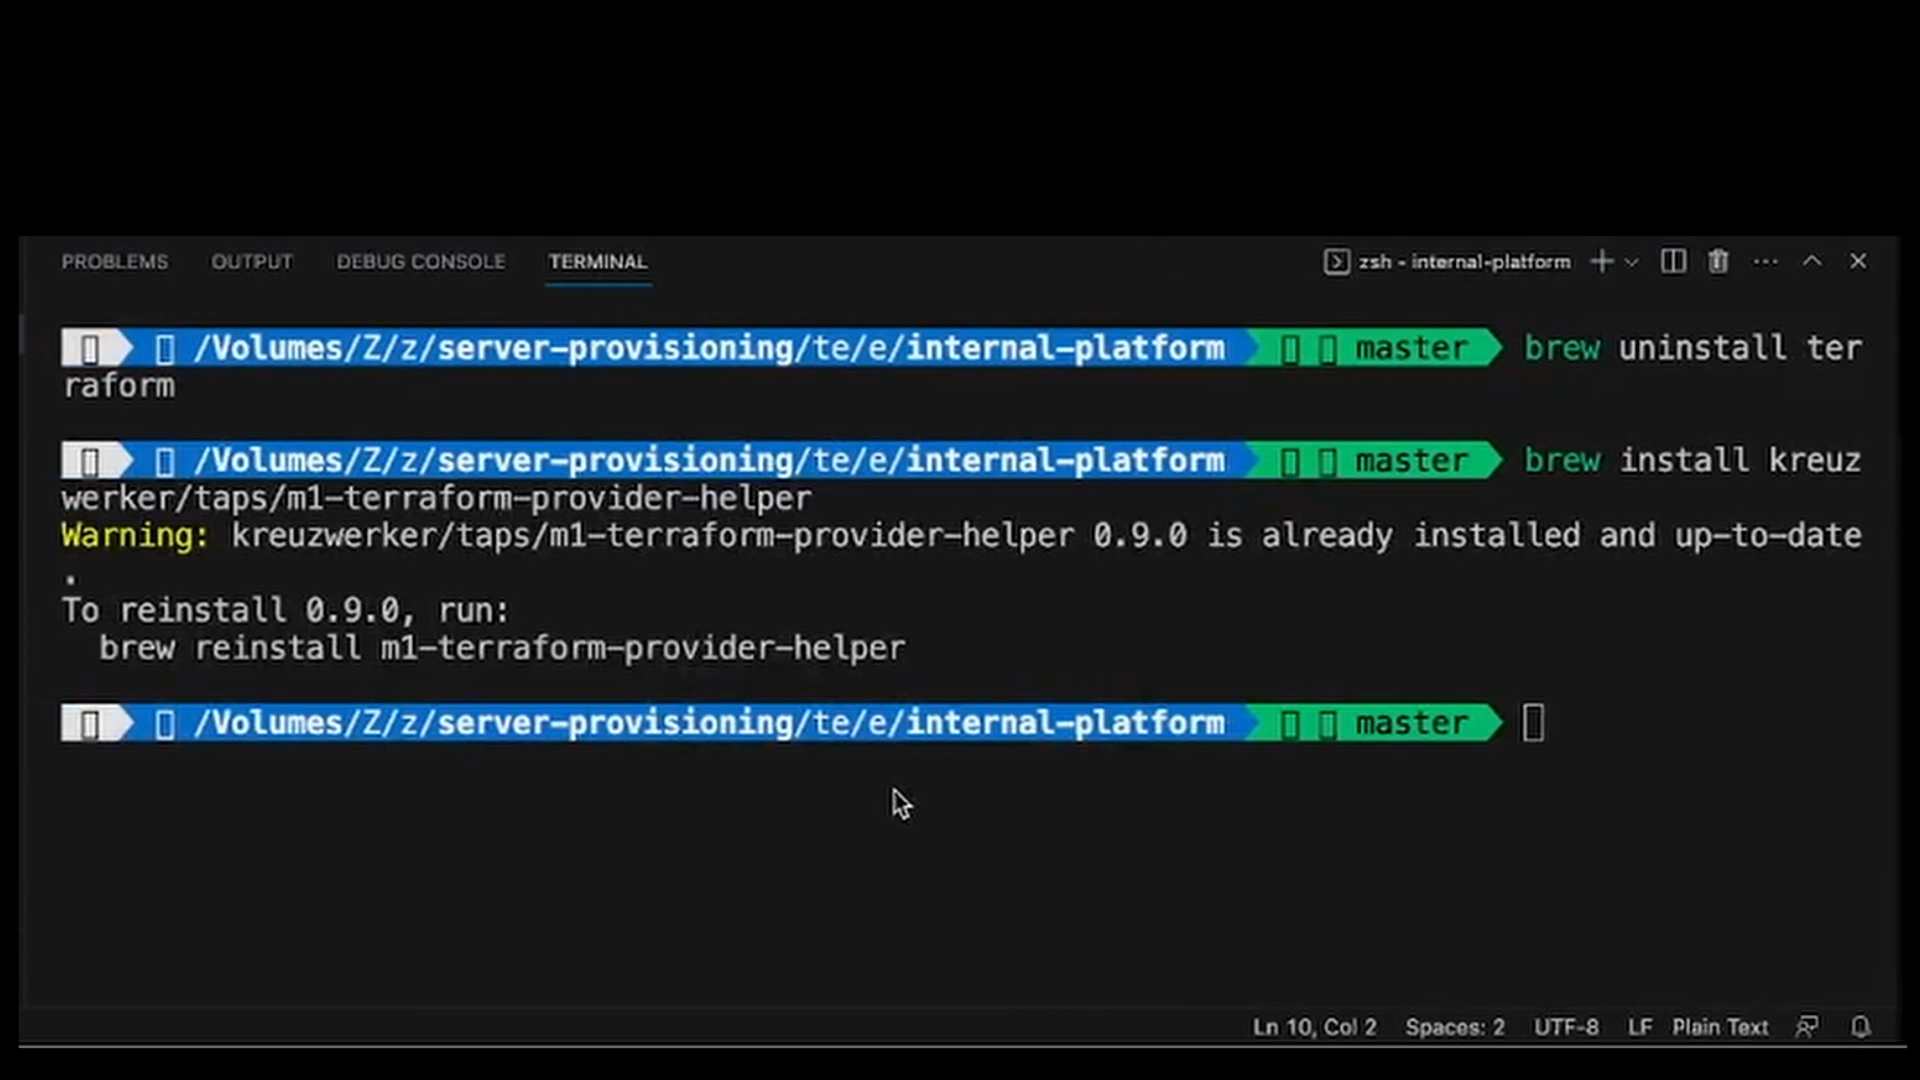 PROBLEMS OUTPUT DEBUG CONSOLE TERMINAL zsh - internal-platform
/Volumes/Z/z/server-provisioning/te/e/internal-platform master brew uninstall ter
raform
/Volumes/Z/z/server-provisioning/te/e/internal-platform master brew install kreuz
werker/taps/m1-terraform-provider-helper
Warning: kreuzwerker/taps/m1-terraform-provider-helper 0.9.0 is already installed and up-to-date
.
To reinstall 0.9.0, run:
  brew reinstall m1-terraform-provider-helper
/Volumes/Z/z/server-provisioning/te/e/internal-platform master
Ln 10, Col 2 Spaces: 2 UTF-8 LF Plain Text